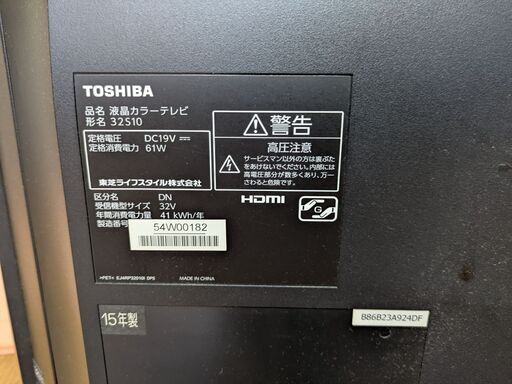 TOSHIBA
品名 液晶カラーテレビ
形名 32S10
定格電圧 DC19V
定格消費電力 61W
東芝ライフスタイル株式会社
区分名 DN
受信機型サイズ 32V
年間消費電力量 41 kWh/年
製造番号
54W00182
>PET< EJ4RP32010I DPS
MADE IN CHINA
警告
高圧注意
サービスマン以外の方は裏ぶた
をあけないでください。内部には
高電圧部分が数多くあり、万一
さわると危険です。
HDMI
G
15年製
B86B23A924DF